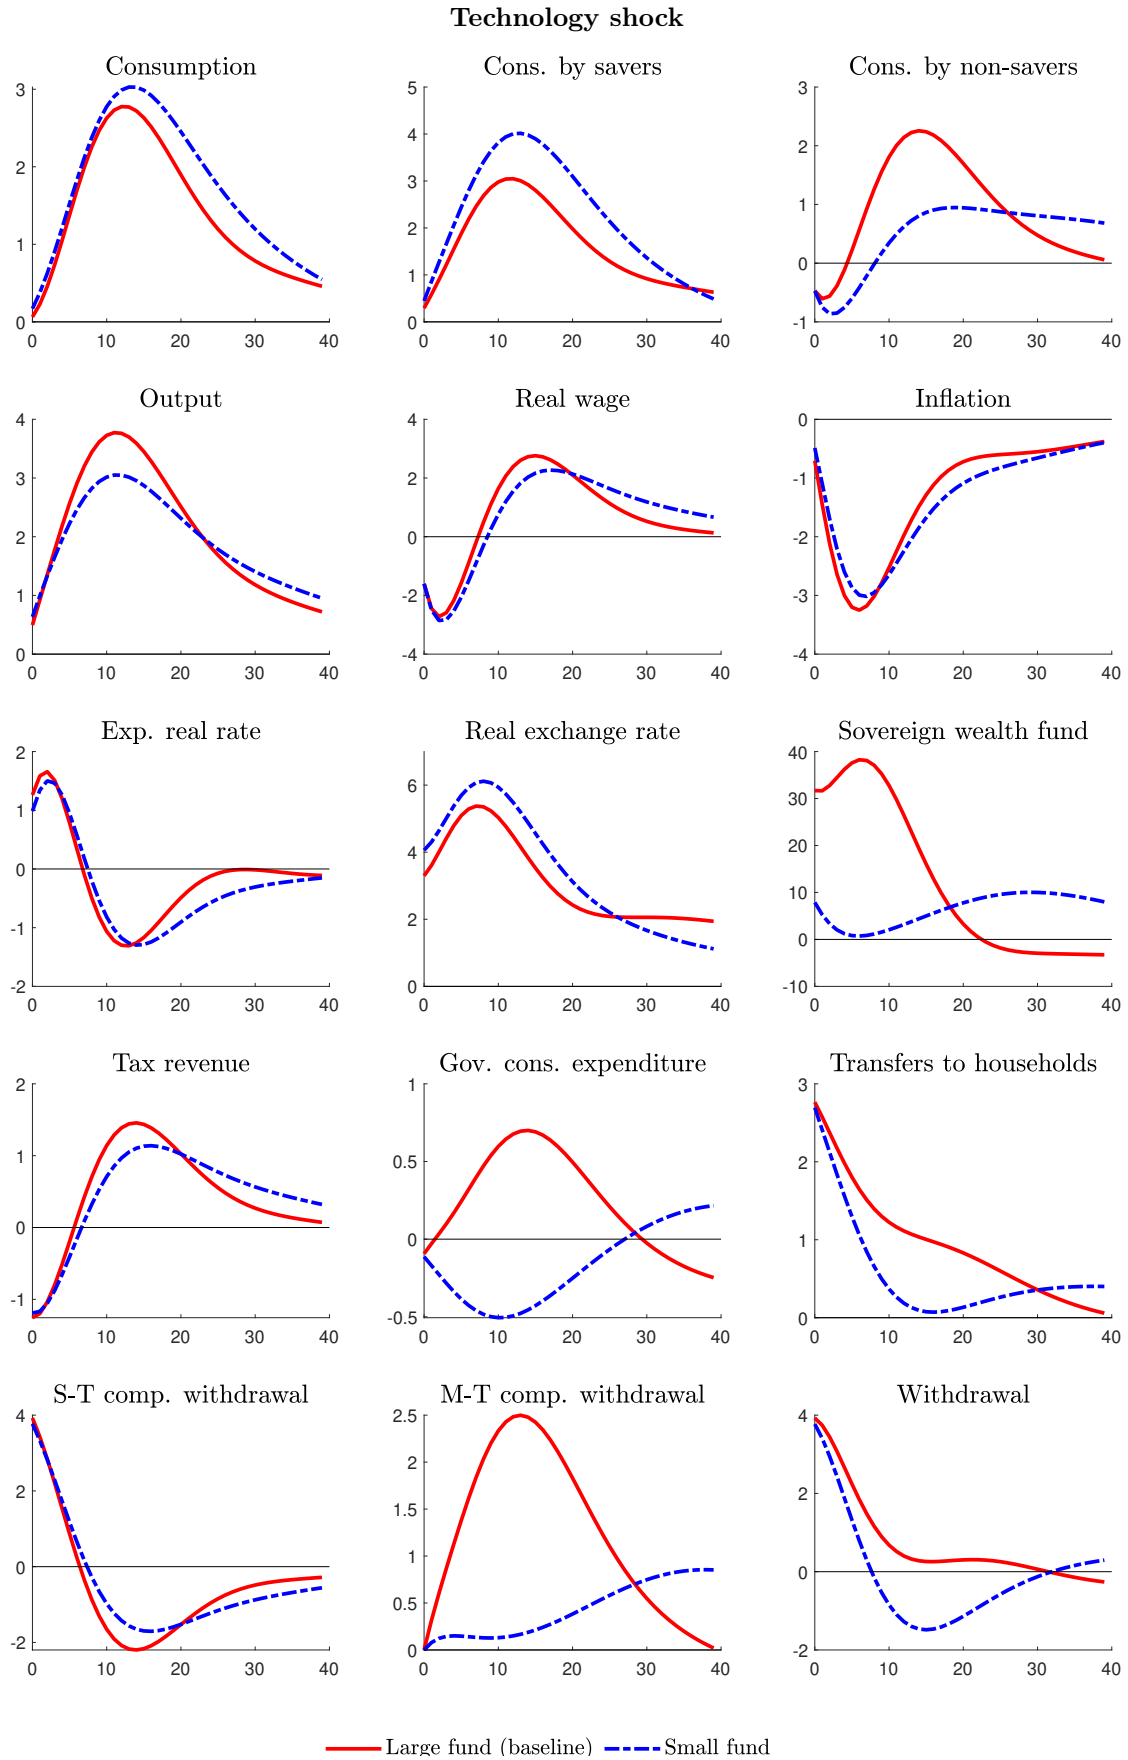 Technology shock
Consumption
Cons. by savers
Cons. by non-savers
3
2
1
0
0 10 20 30 40
5
4
3
2
1
0
0 10 20 30 40
3
2
1
0
-1
0 10 20 30 40
Output
Real wage
Inflation
4
3
2
1
0
0 10 20 30 40
4
2
0
-2
-4
0 10 20 30 40
0
-1
-2
-3
-4
0 10 20 30 40
Exp. real rate
Real exchange rate
Sovereign wealth fund
2
1
0
-1
-2
0 10 20 30 40
6
4
2
0
0 10 20 30 40
40
30
20
10
0
-10
0 10 20 30 40
Tax revenue
Gov. cons. expenditure
Transfers to households
2
1
0
-1
0 10 20 30 40
1
0.5
0
-0.5
0 10 20 30 40
3
2
1
0
0 10 20 30 40
S-T comp. withdrawal
M-T comp. withdrawal
Withdrawal
4
2
0
-2
0 10 20 30 40
2.5
2
1.5
1
0.5
0
0 10 20 30 40
4
2
0
-2
0 10 20 30 40
Large fund (baseline) Small fund